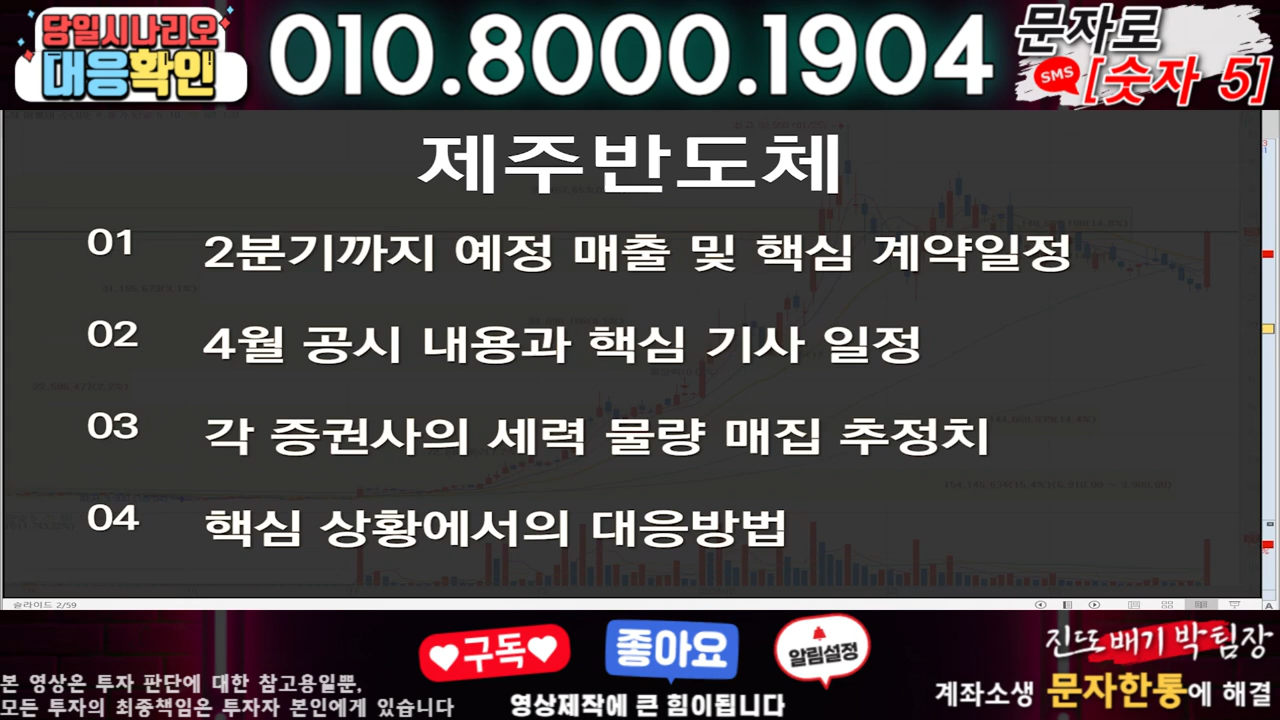 당일시나리오
대응확인
010.8000.1904
문자로
SMS [숫자 5]
제주반도체
01 2분기까지 예정 매출 및 핵심 계약일정
02 4월 공시 내용과 핵심 기사 일정
03 각 증권사의 세력 물량 매집 추정치
04 핵심 상황에서의 대응방법
슬라이드 2/59
구독
좋아요
알림설정
영상제작에 큰 힘이됩니다
본 영상은 투자 판단에 대한 참고용일뿐,
모든 투자의 최종책임은 투자자 본인에게 있습니다
진또배기 박팀장
계좌소생 문자한통에 해결